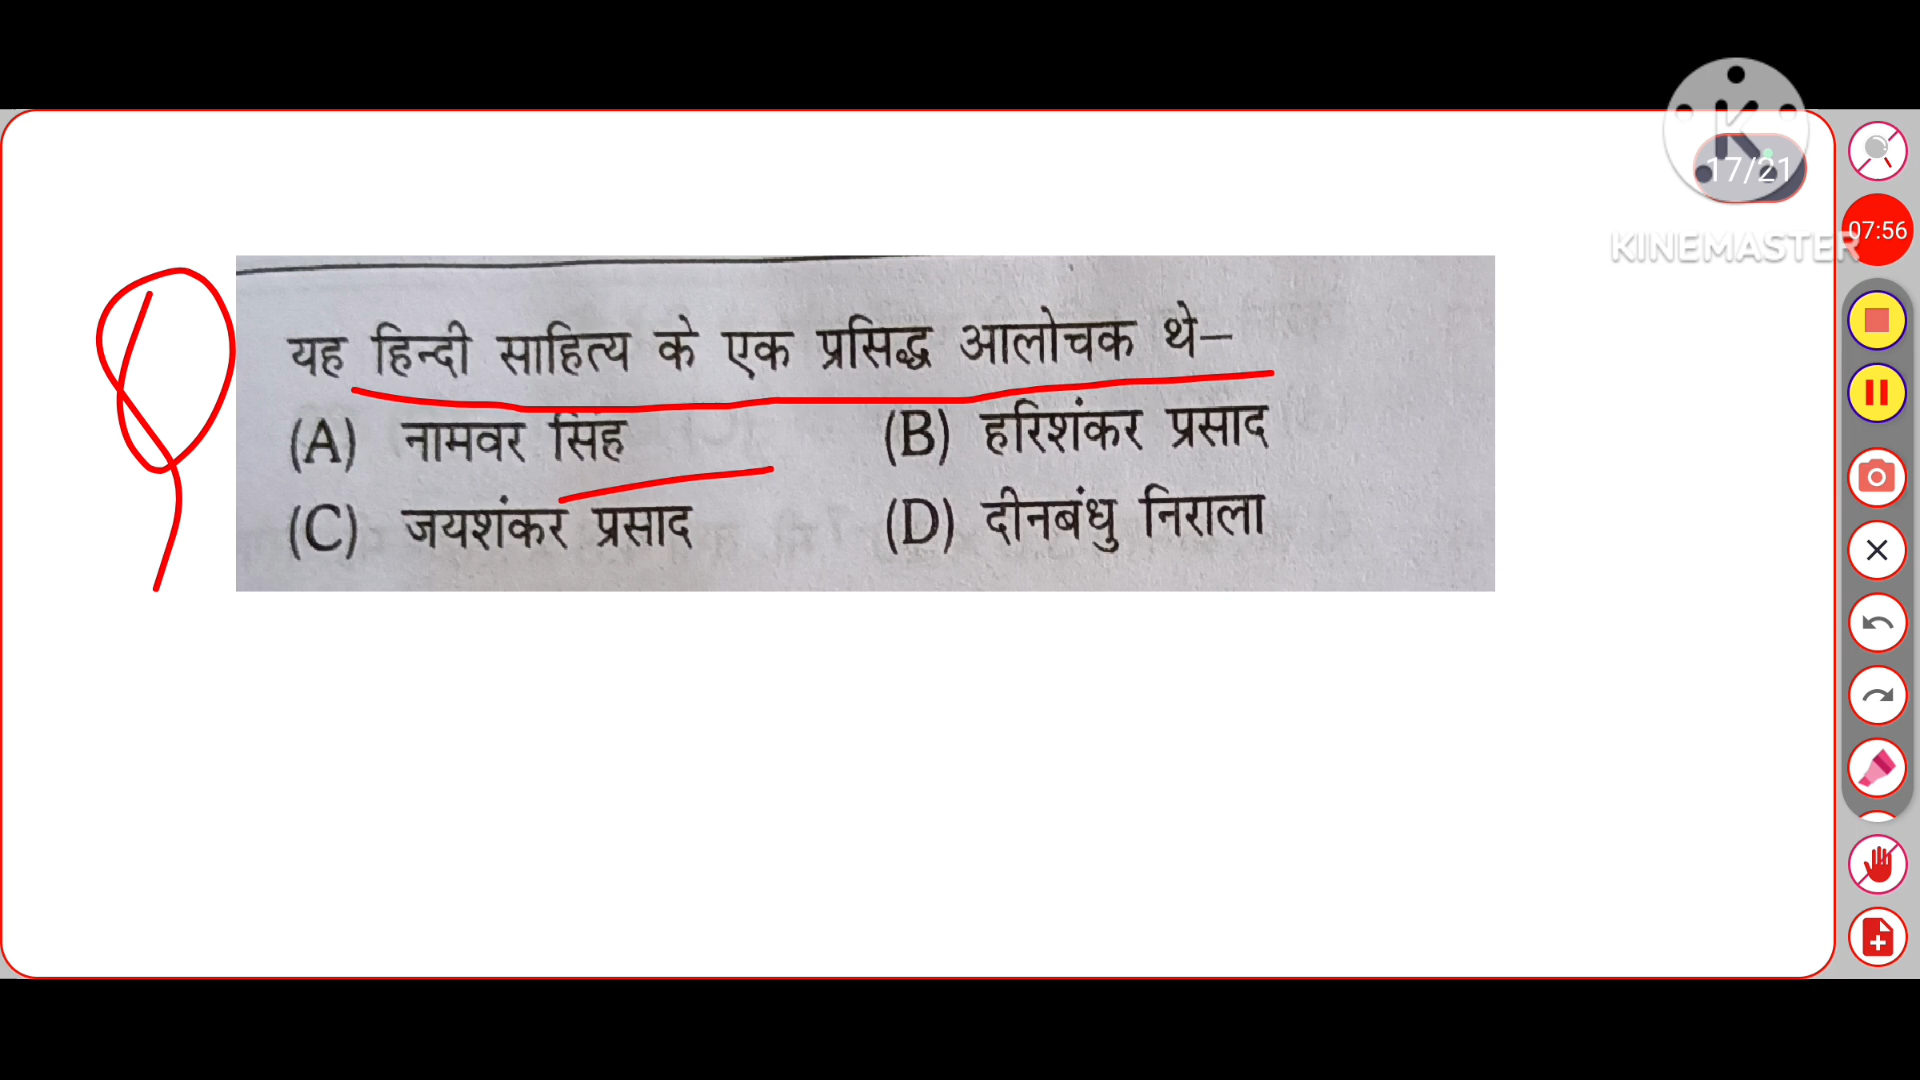 17/21
07:56
KINEMASTER
यह हिन्दी साहित्य के एक प्रसिद्ध आलोचक थे–
(A) नामवर सिंह (B) हरिशंकर प्रसाद
(C) जयशंकर प्रसाद (D) दीनबंधु निराला